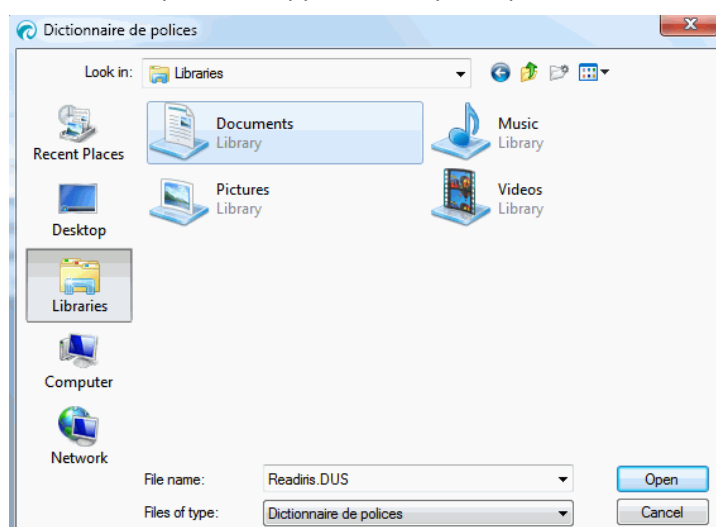 Dictionnaire de polices
Look in: Libraries
Recent Places
Desktop
Libraries
Computer
Network
Documents
Library
Music
Library
Pictures
Library
Videos
Library
File name: Readiris.DUS Open
Files of type: Dictionnaire de polices Cancel